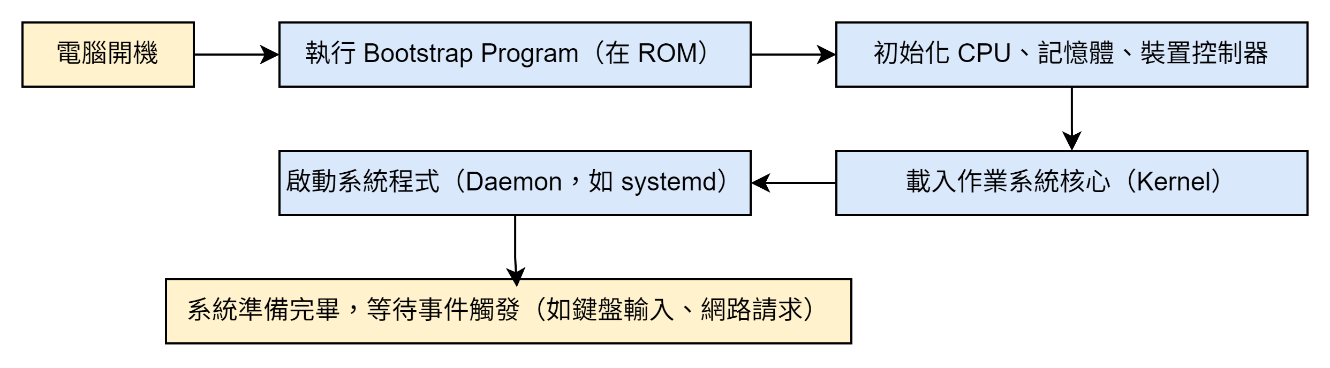 電腦開機
執行 Bootstrap Program（在 ROM）
初始化 CPU、記憶體、裝置控制器
載入作業系統核心（Kernel）
啟動系統程式（Daemon，如 systemd）
系統準備完畢，等待事件觸發（如鍵盤輸入、網路請求）